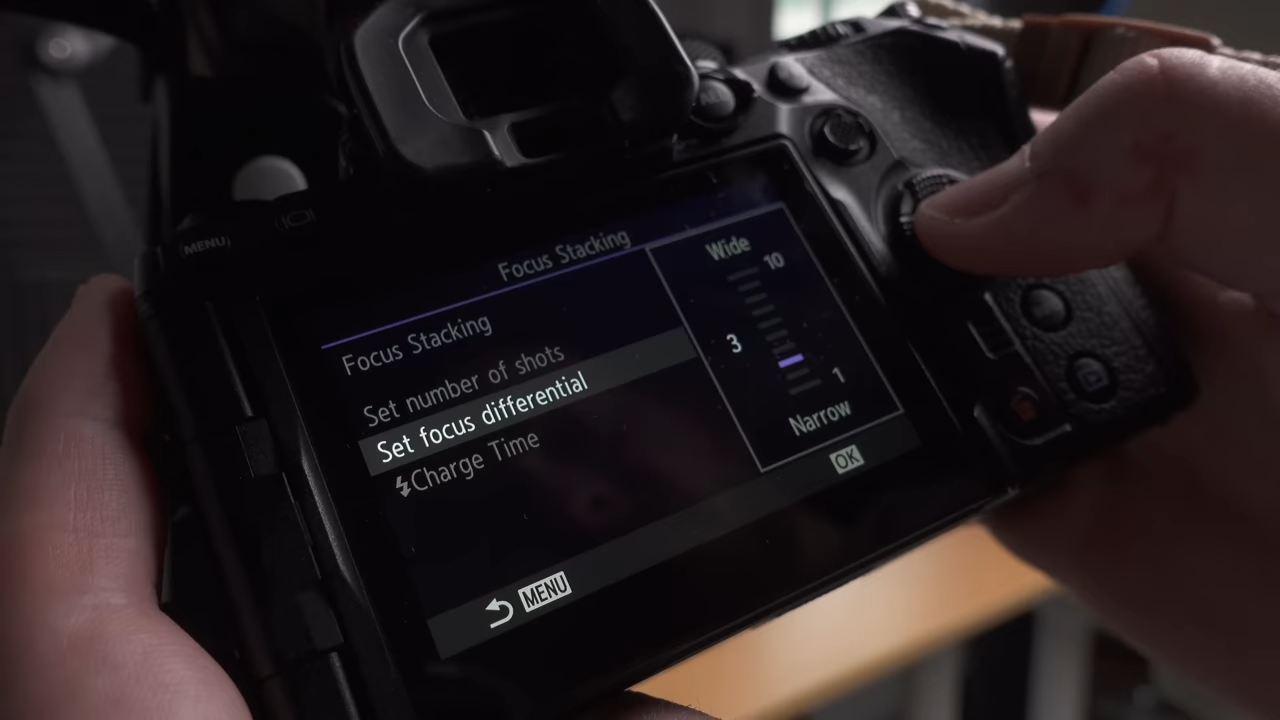 MENU
Focus Stacking
Focus Stacking
Set number of shots
Set focus differential
Charge Time
Wide
10
3
1
Narrow
OK
MENU